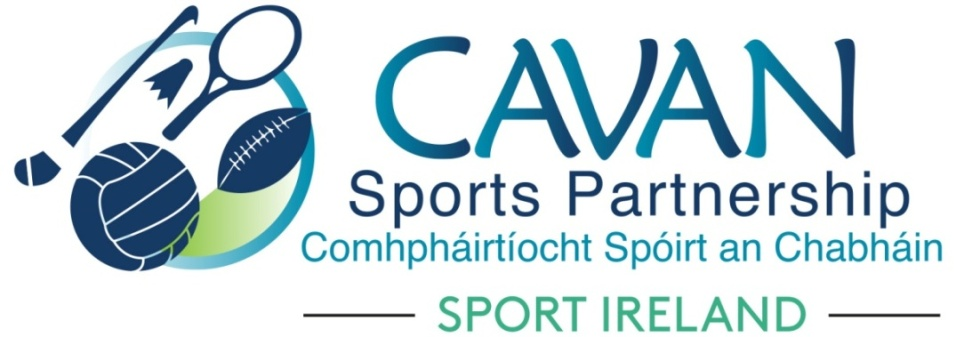 CAVAN
Sports Partnership
Comhpháirtíocht Spóirt an Chabháin
SPORT IRELAND